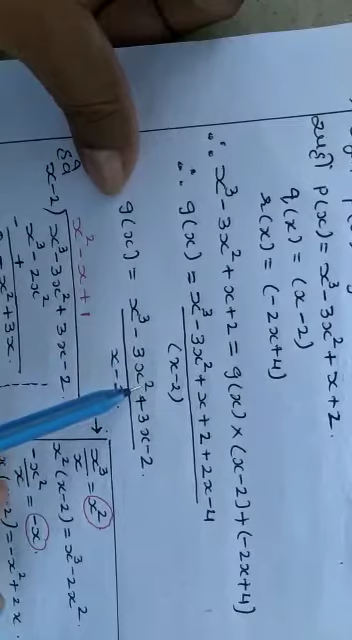 અહીં p(x) = x³ - 3x² + x + 2.
q(x) = (x - 2)
r(x) = (-2x + 4)
∴ x³ - 3x² + x + 2 = g(x) × (x - 2) + (-2x + 4)
∴ g(x) = x³ - 3x² + x + 2 + 2x - 4
(x - 2)
g(x) = x³ - 3x² + 3x - 2.
x² - x + 1
x - 2) x³ - 3x² + 3x - 2.
x³ - 2x²
- +
x² + 3x.
x³/x = x²
x²(x - 2) = x³ - 2x².
-x²/x = -x
-2) = -x² + 2x.